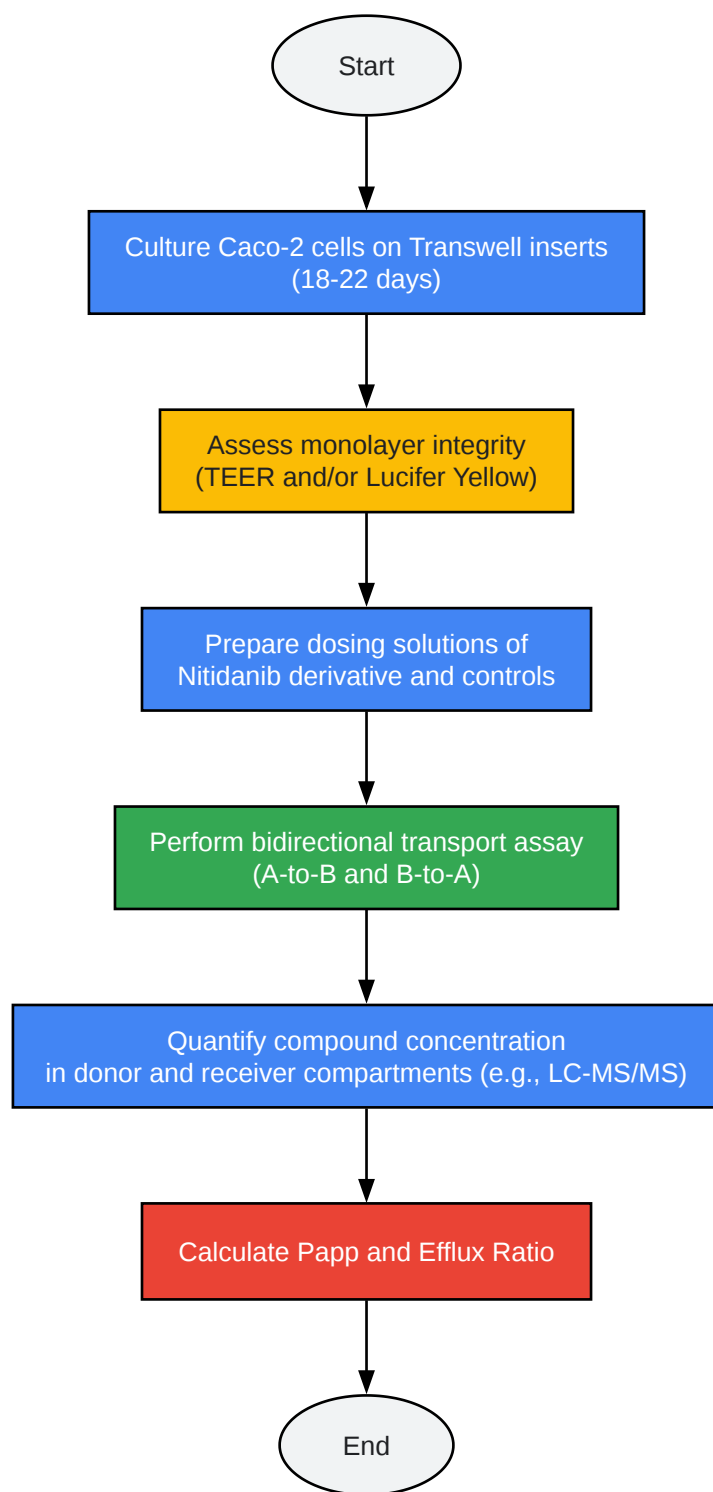 Start
Culture Caco-2 cells on Transwell inserts
(18-22 days)
Assess monolayer integrity
(TEER and/or Lucifer Yellow)
Prepare dosing solutions of
Nitidanib derivative and controls
Perform bidirectional transport assay
(A-to-B and B-to-A)
Quantify compound concentration
in donor and receiver compartments (e.g., LC-MS/MS)
Calculate Papp and Efflux Ratio
End